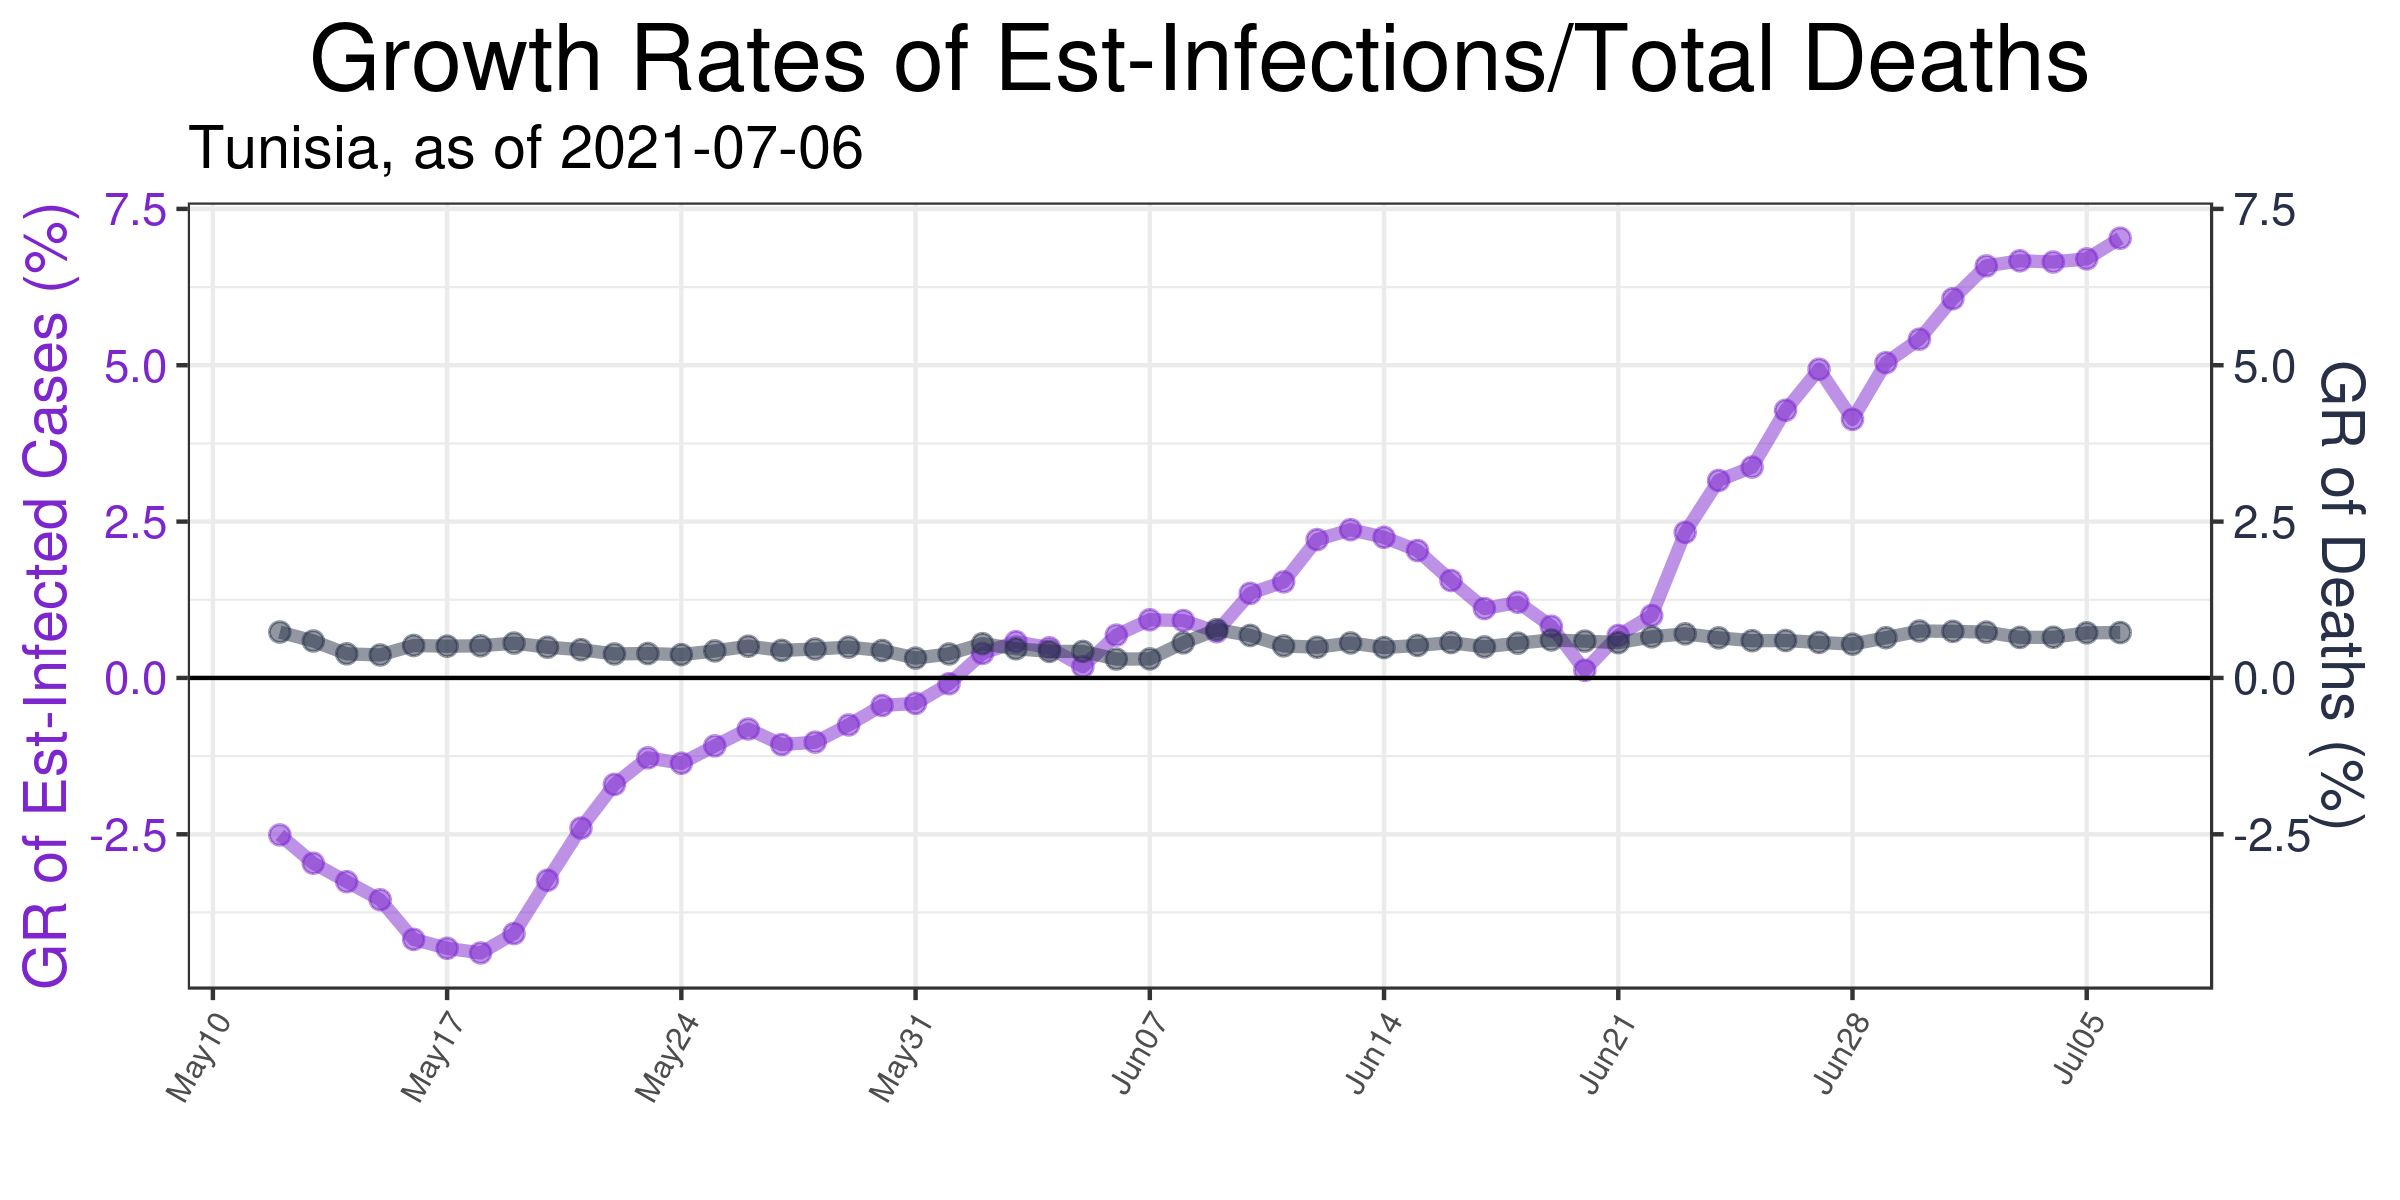 Growth Rates of Est-Infections/Total Deaths
Tunisia, as of 2021-07-06
GR of Est-Infected Cases (%)
7.5
5.0
2.5
0.0
-2.5
7.5
5.0
2.5
0.0
-2.5
GR of Deaths (%)
May10
May17
May24
May31
Jun07
Jun14
Jun21
Jun28
Jul05